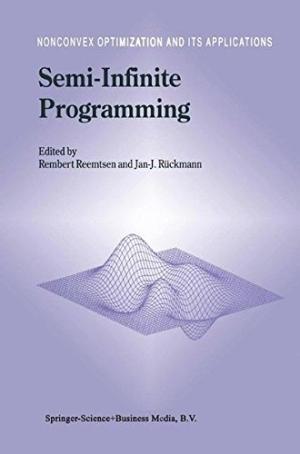 NONCONVEX OPTIMIZATION AND ITS APPLICATIONS
Semi-Infinite
Programming
Edited by
Rembert Reemtsen and Jan-J. Rückmann
Springer-Science+Business Media, B.V.